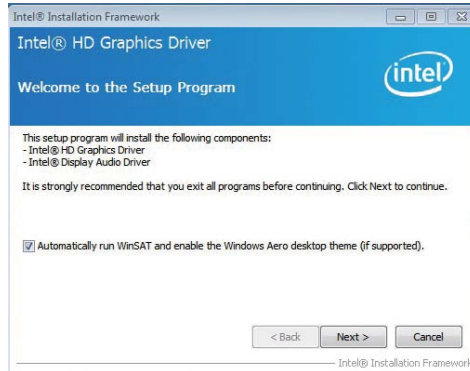 Intel® Installation Framework
Intel® HD Graphics Driver
intel
Welcome to the Setup Program
This setup program will install the following components:
- Intel® HD Graphics Driver
- Intel® Display Audio Driver
It is strongly recommended that you exit all programs before continuing. Click Next to continue.
Automatically run WinSAT and enable the Windows Aero desktop theme (if supported).
< Back Next > Cancel
Intel® Installation Framework